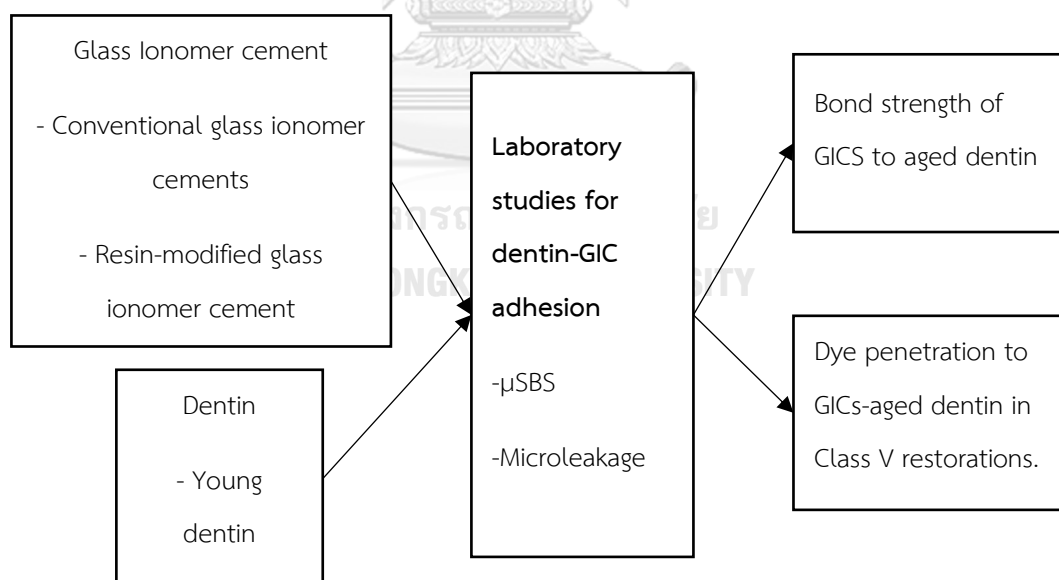 Glass Ionomer cement
- Conventional glass ionomer
cements
- Resin-modified glass
ionomer cement
Dentin
- Young
dentin
Laboratory
studies for
dentin-GIC
adhesion
-µSBS
-Microleakage
Bond strength of
GICS to aged dentin
Dye penetration to
GICs-aged dentin in
Class V restorations.